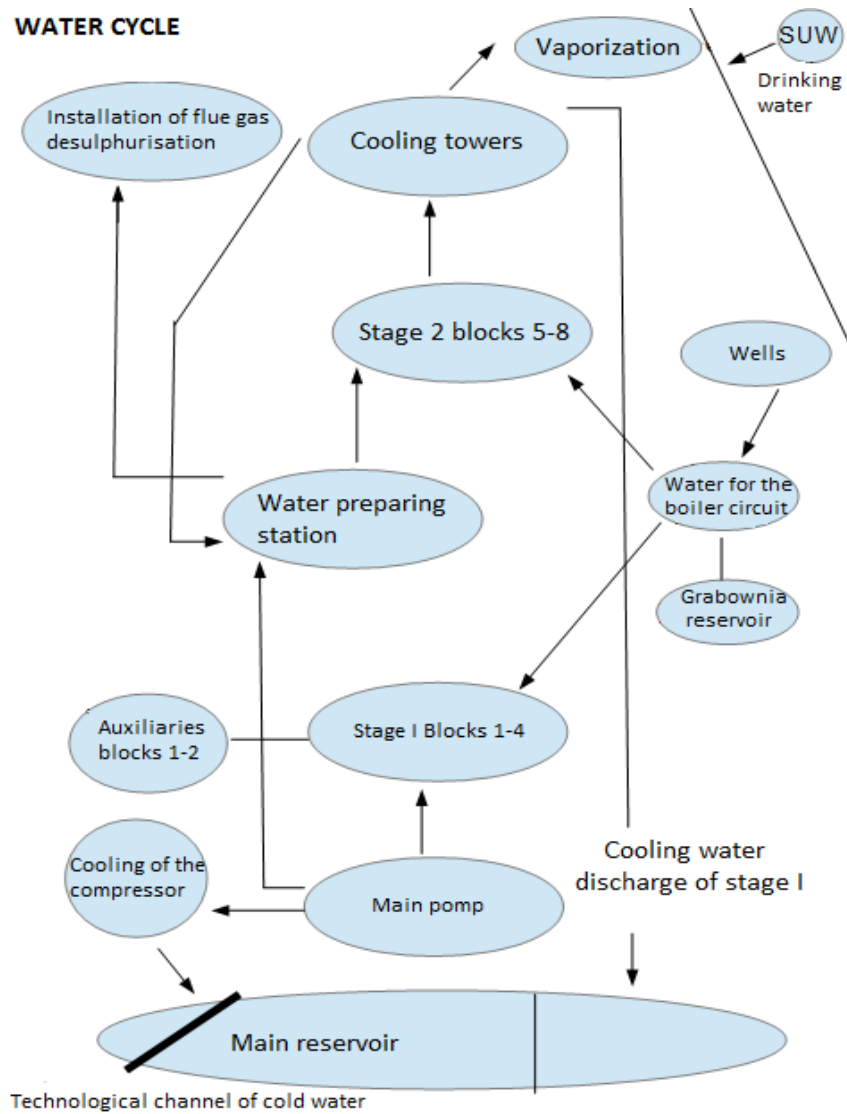 WATER CYCLE
Vaporization
SUW
Drinking
water
Installation of flue gas
desulphurisation
Cooling towers
Stage 2 blocks 5-8
Wells
Water for the
boiler circuit
Water preparing
station
Grabownia
reservoir
Auxiliaries
blocks 1-2
Stage I Blocks 1-4
Cooling of the
compressor
Cooling water
discharge of stage I
Main pomp
Main reservoir
Technological channel of cold water